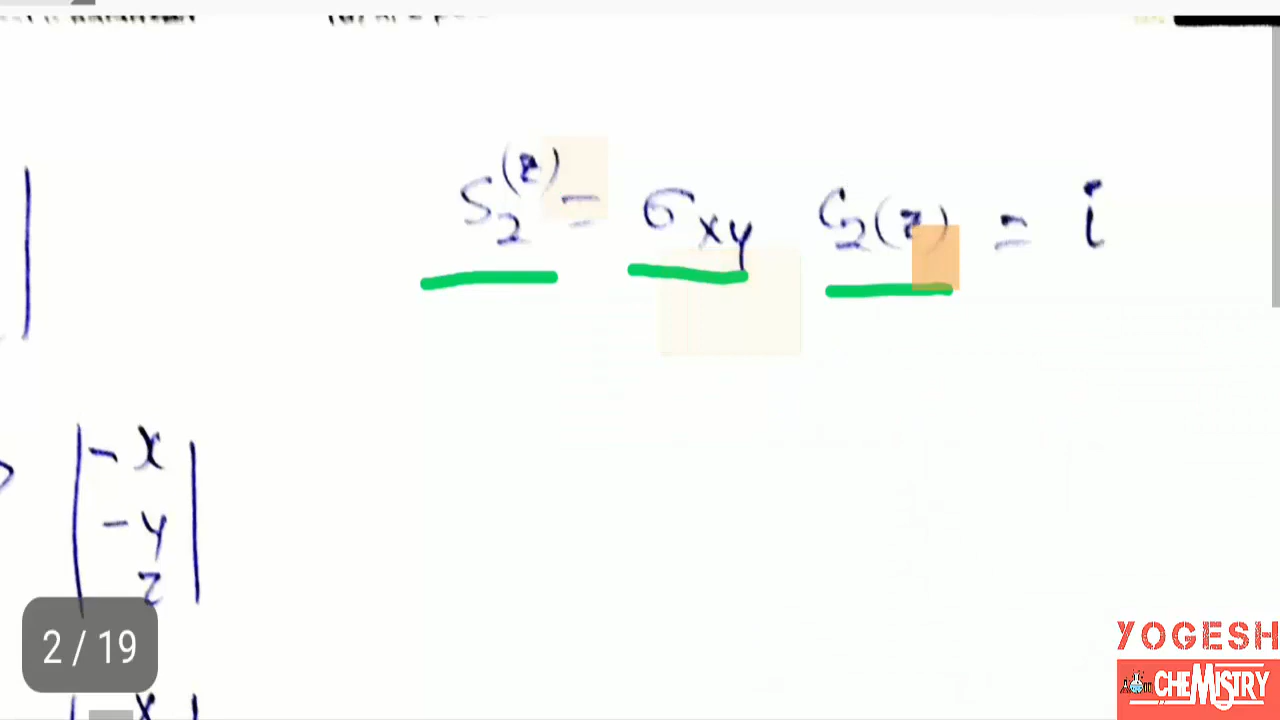 S₂⁽ᶻ⁾ = σxy C₂(z) = i
- x
- y
z
2 / 19
x
YOGESH
CHEMISTRY